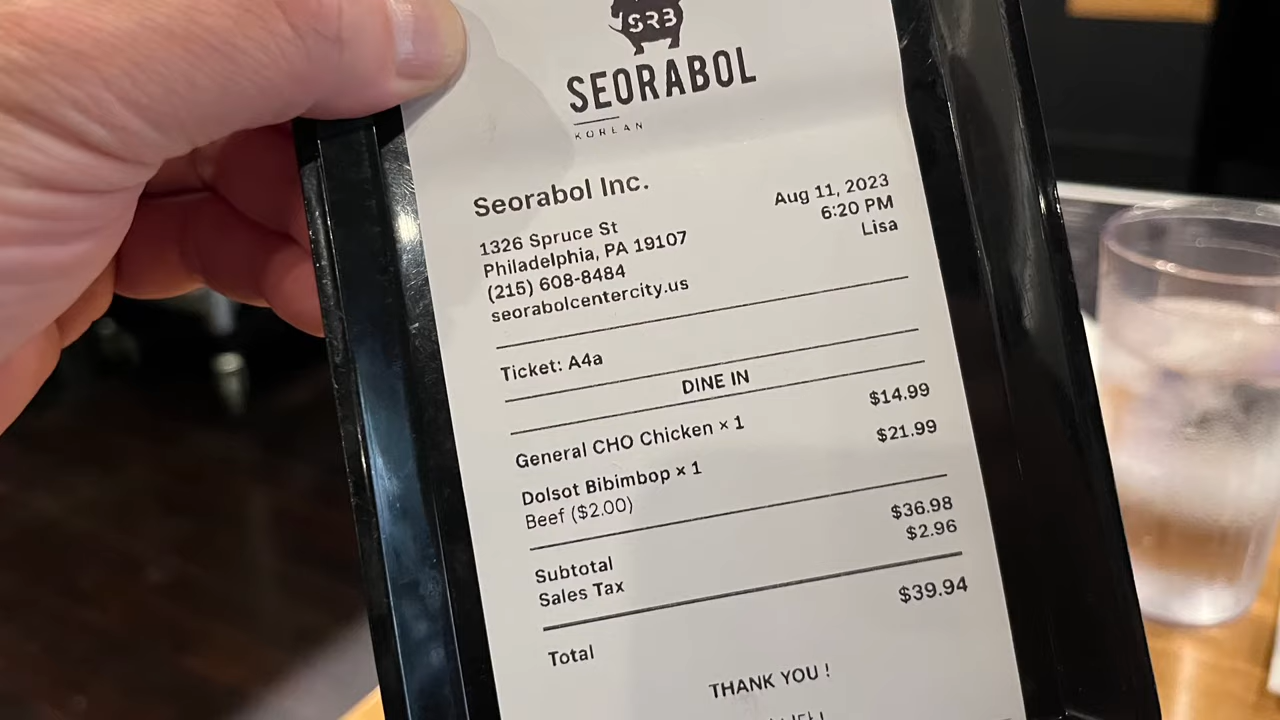 SRB
SEORABOL
KOREAN
Seorabol Inc.
1326 Spruce St
Philadelphia, PA 19107
(215) 608-8484
seorabolcentercity.us
Aug 11, 2023
6:20 PM
Lisa
Ticket: A4a
DINE IN
General CHO Chicken × 1 $14.99
Dolsot Bibimbop × 1 $21.99
Beef ($2.00)
Subtotal $36.98
Sales Tax $2.96
Total $39.94
THANK YOU !